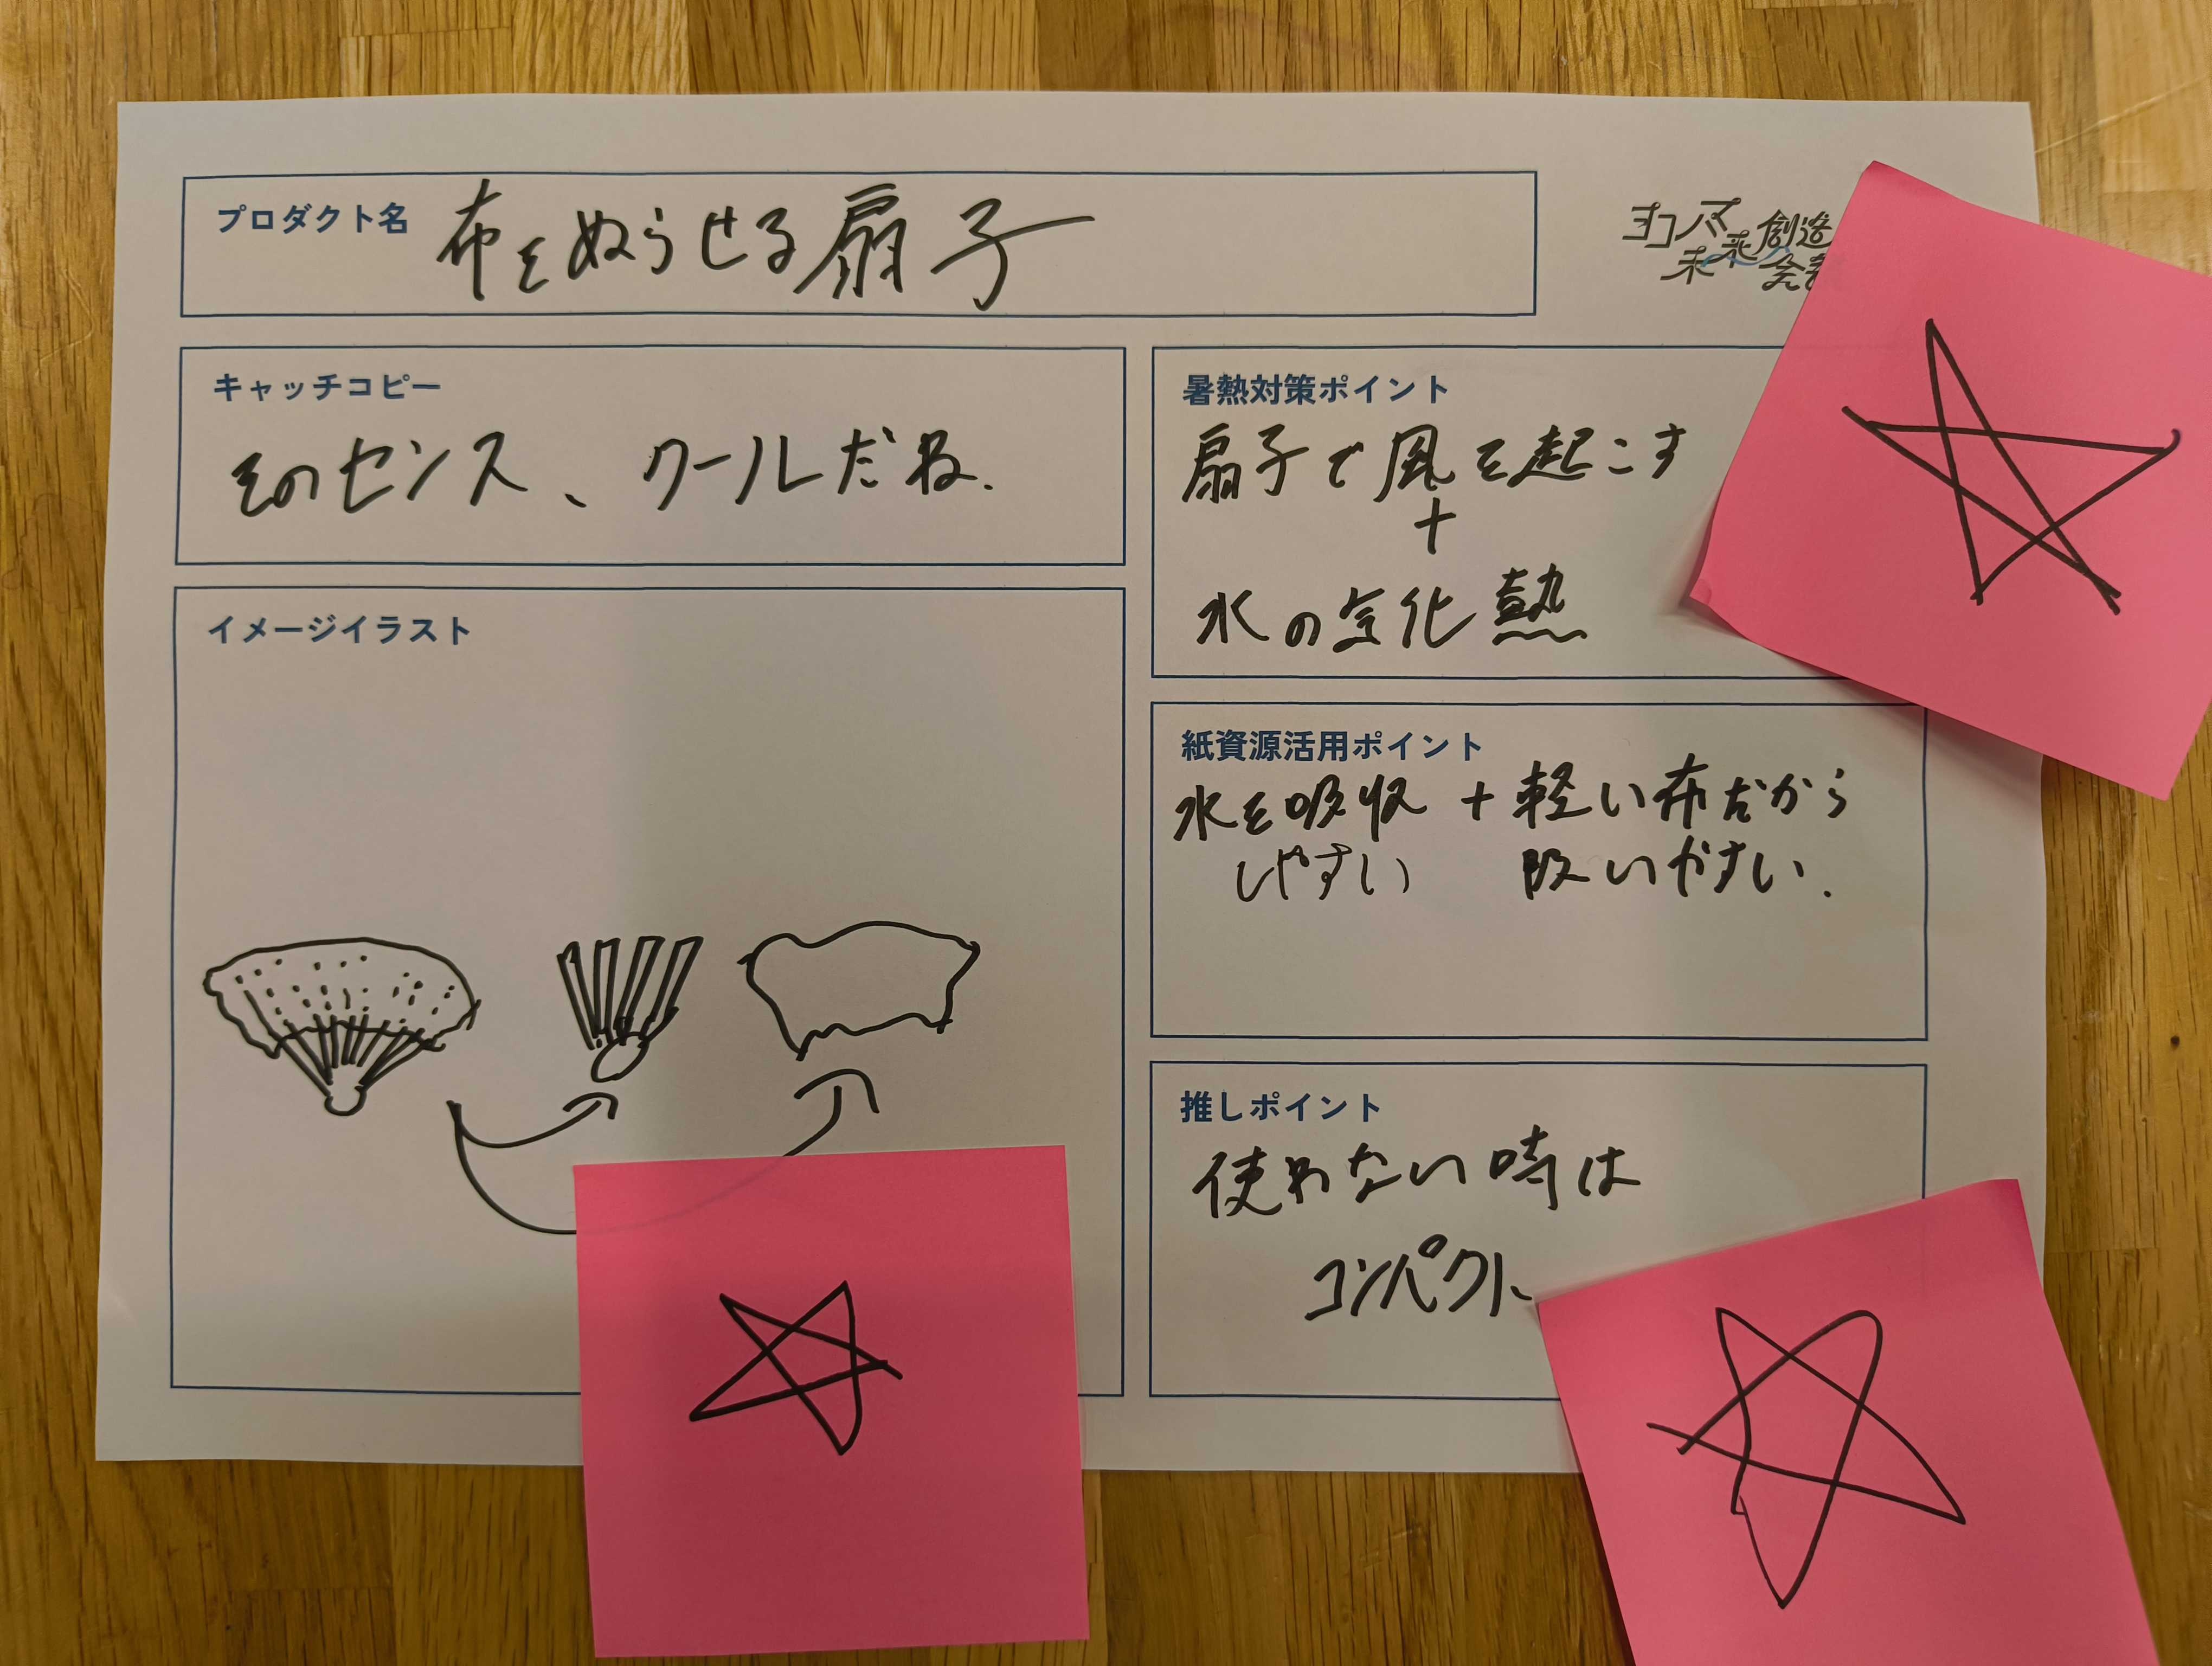 プロダクト名 布をぬらせる扇子
ヨコハマ
未来創造
会
キャッチコピー
そのセンス、クールだね.
イメージイラスト
暑熱対策ポイント
扇子で風を起こす
+
水の気化熱
紙資源活用ポイント
水を吸収 + 軽い布だから
しやすい 扱いやすい.
推しポイント
使わない時は
コンパクト